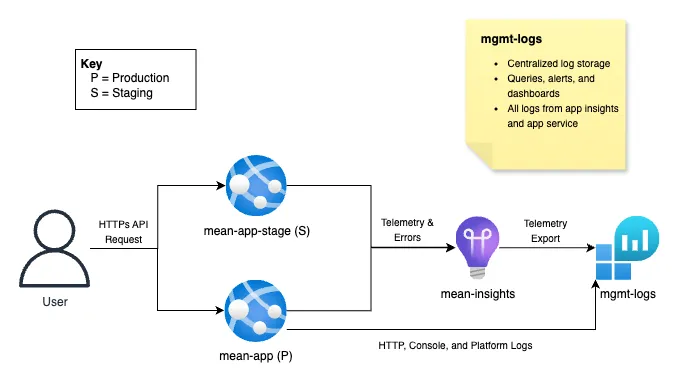 mgmt-logs
Centralized log storage
Queries, alerts, and
dashboards
All logs from app insights
and app service
Key
P = Production
S = Staging
HTTPs API
Request
User
mean-app-stage (S)
mean-app (P)
Telemetry &
Errors
mean-insights
Telemetry
Export
mgmt-logs
HTTP, Console, and Platform Logs